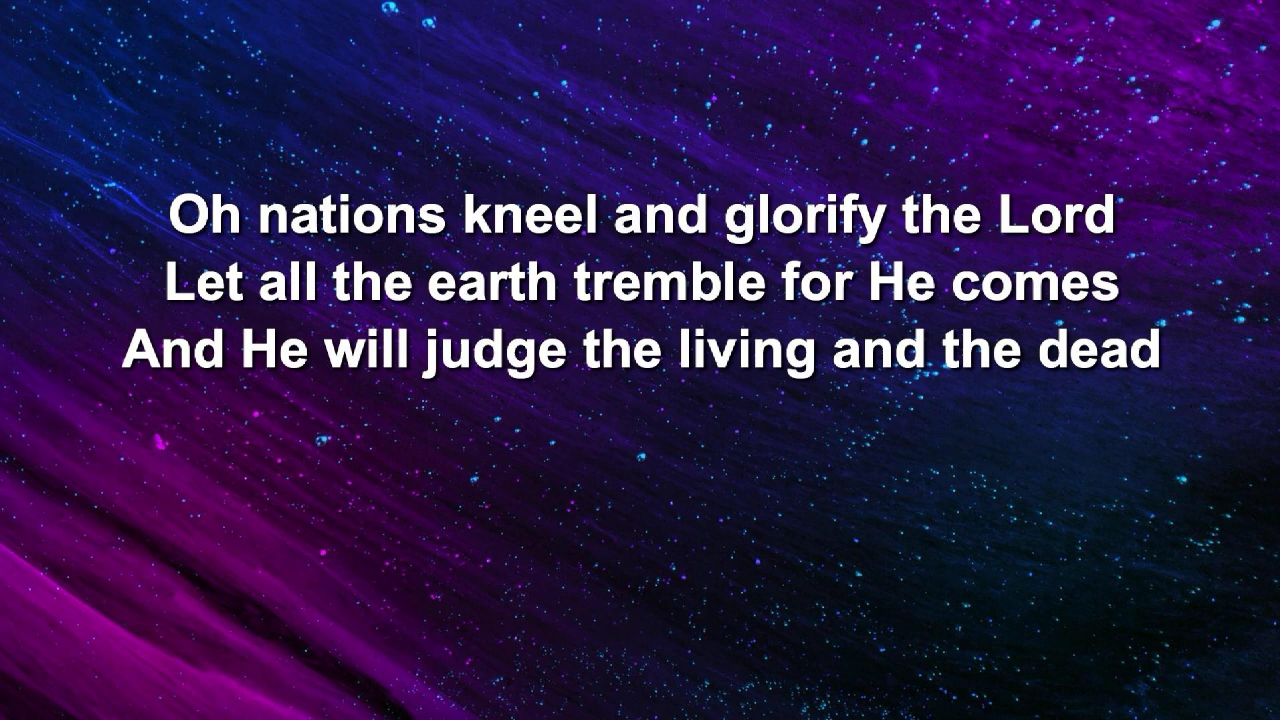 Oh nations kneel and glorify the Lord
Let all the earth tremble for He comes
And He will judge the living and the dead